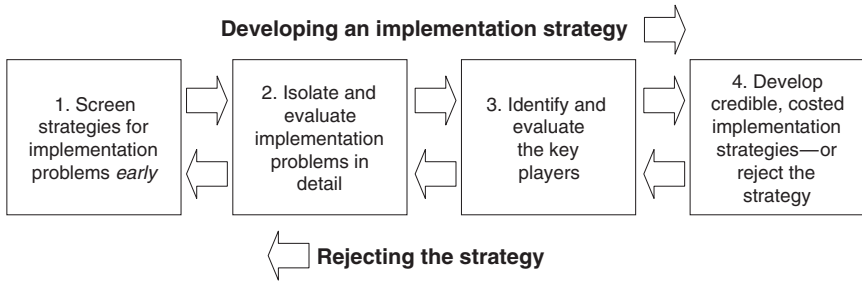 Developing an implementation strategy
1. Screen
strategies for
implementation
problems early
2. Isolate and
evaluate
implementation
problems in
detail
3. Identify and
evaluate
the key
players
4. Develop
credible, costed
implementation
strategies—or
reject the
strategy
Rejecting the strategy